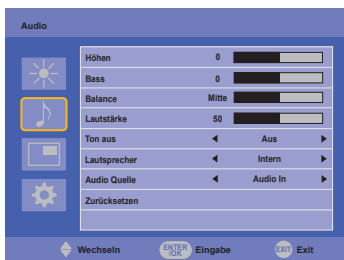 Audio
Höhen 0
Bass 0
Balance Mitte
Lautstärke 50
Ton aus Aus
Lautsprecher Intern
Audio Quelle Audio In
Zurücksetzen
Wechseln ENTER /OK Eingabe EXIT Exit